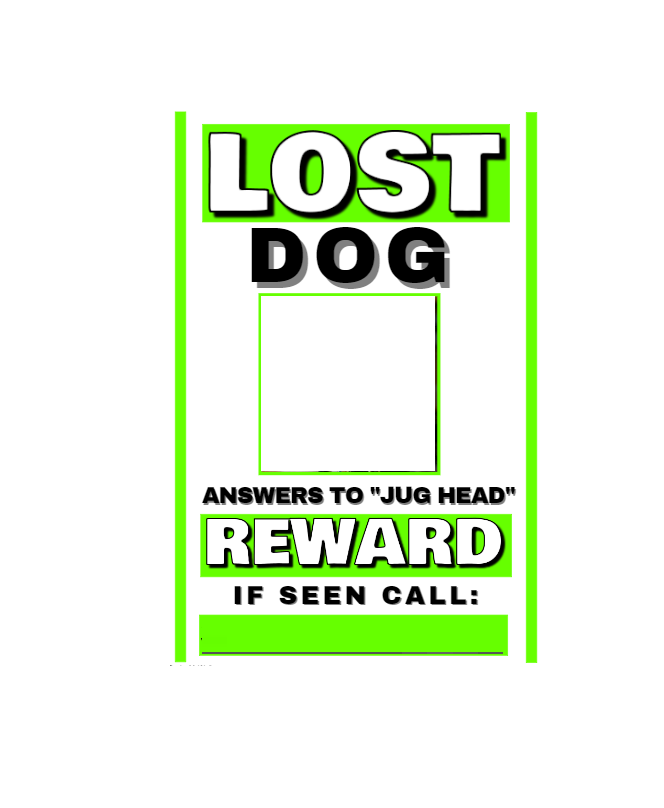 LOST
DOG
ANSWERS TO "JUG HEAD"
REWARD
IF SEEN CALL: